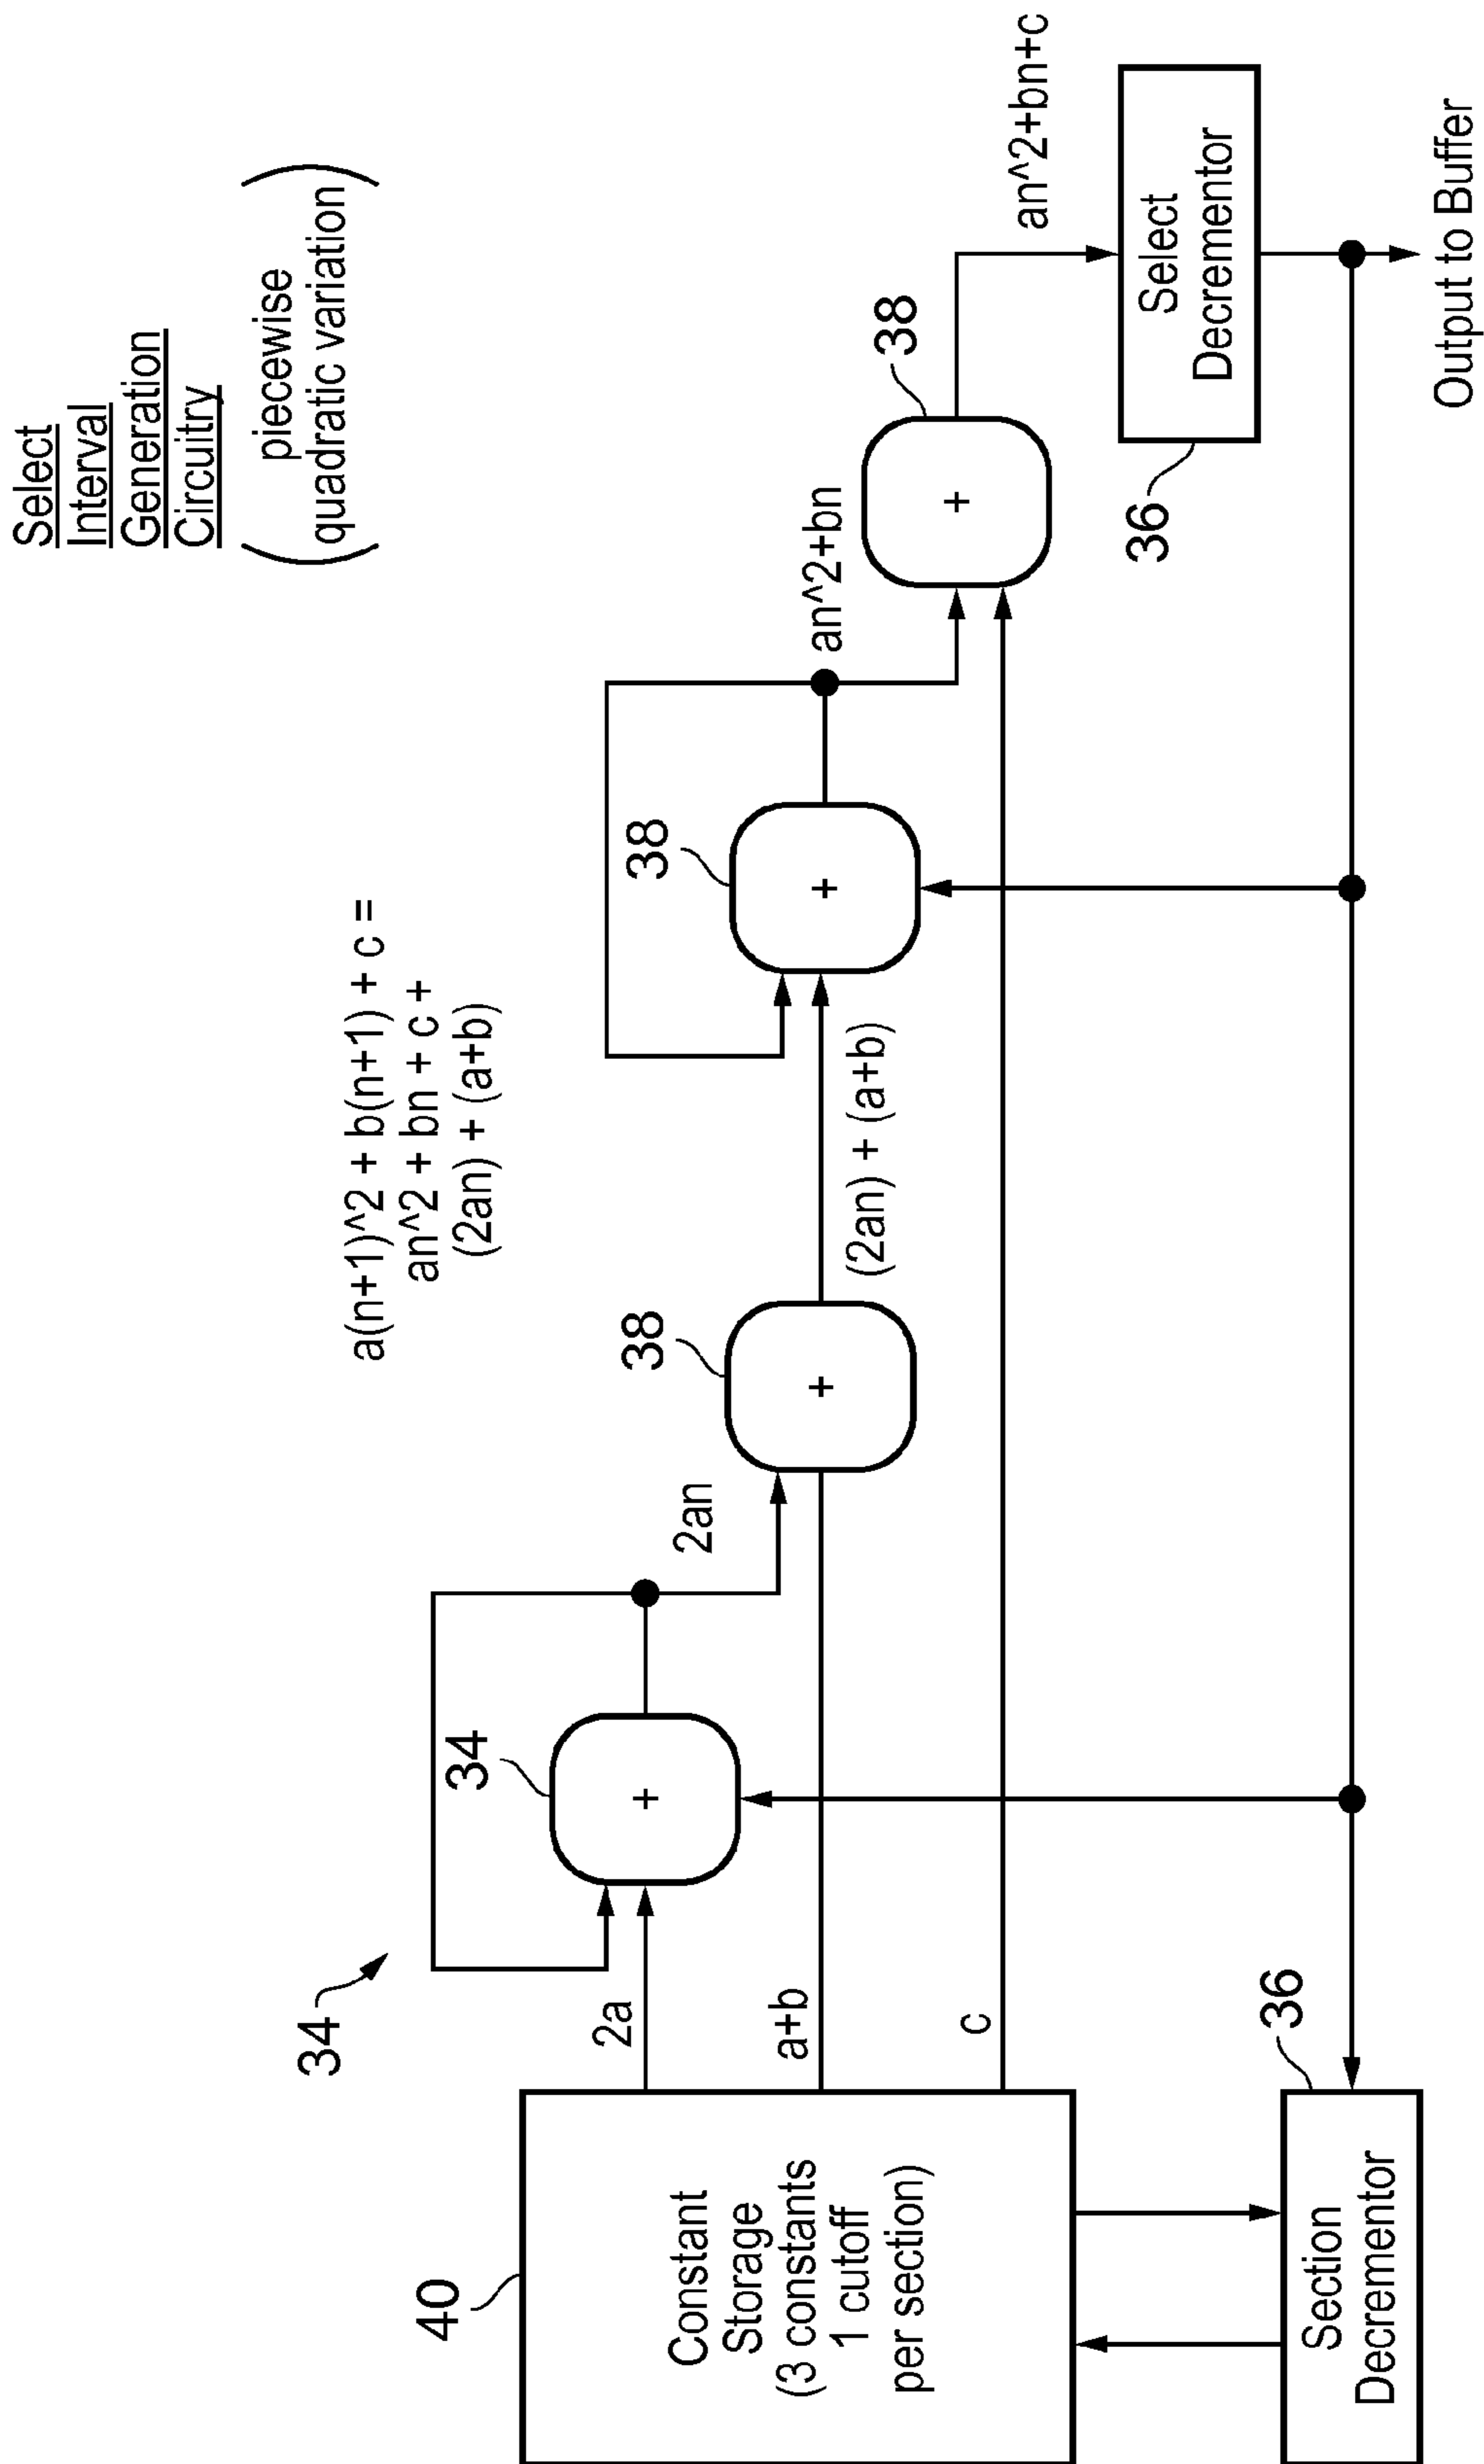 Select
Interval
Generation
Circuitry
piecewise
quadratic variation
a(n+1)^2 + b(n+1) + c =
an^2 + bn + c +
(2an) + (a+b)
34
40
Constant
Storage
(3 constants
1 cutoff
per section)
2a
a+b
c
34
+
2an
38
+
(2an) + (a+b)
38
+
an^2+bn
38
+
an^2+bn+c
36
Select
Decrementor
36
Section
Decrementor
Output to Buffer